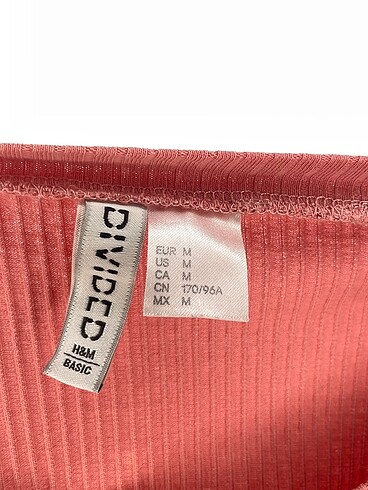 DIVIDED
H&M
BASIC
EUR M
US M
CA M
CN 170/96A
MX M